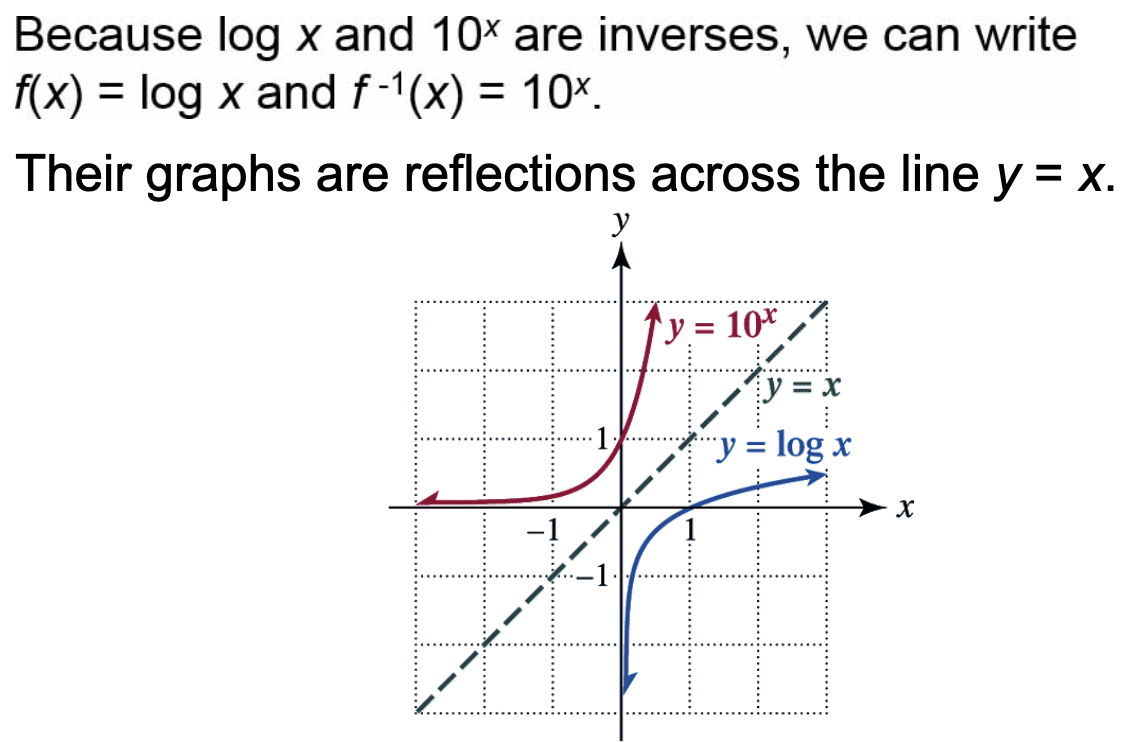 Because log x and 10ˣ are inverses, we can write
f(x) = log x and f ⁻¹(x) = 10ˣ.
Their graphs are reflections across the line y = x.
y
y = 10ˣ
y = x
1
y = log x
x
−1
1
−1